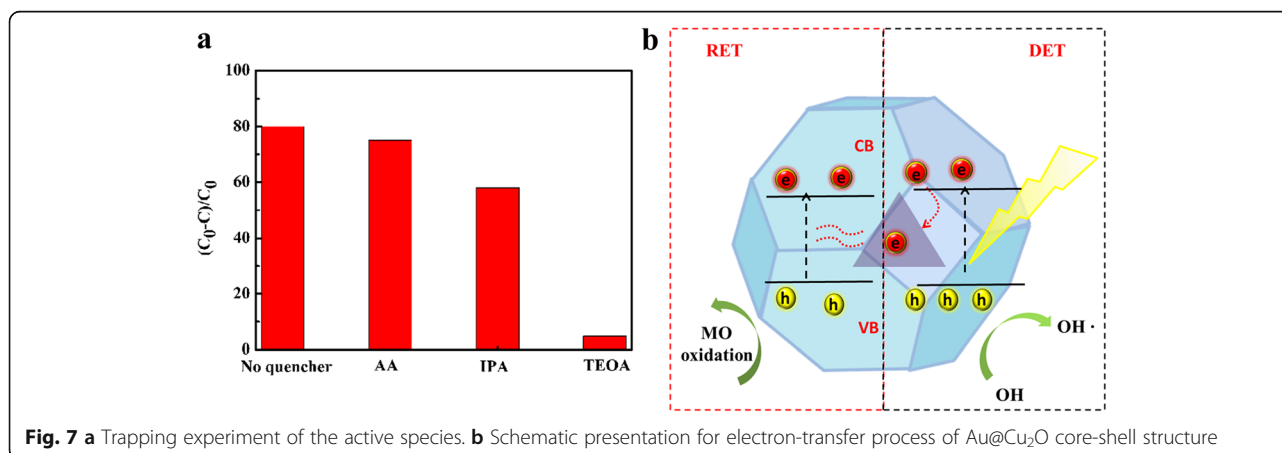 a
(C₀-C)/C₀
100
80
60
40
20
0
No quencher AA IPA TEOA
b
RET DET
CB
e e e e
e
h h h h h
VB
MO
oxidation
OH ·
OH
Fig. 7 a Trapping experiment of the active species. b Schematic presentation for electron-transfer process of Au@Cu₂O core-shell structure